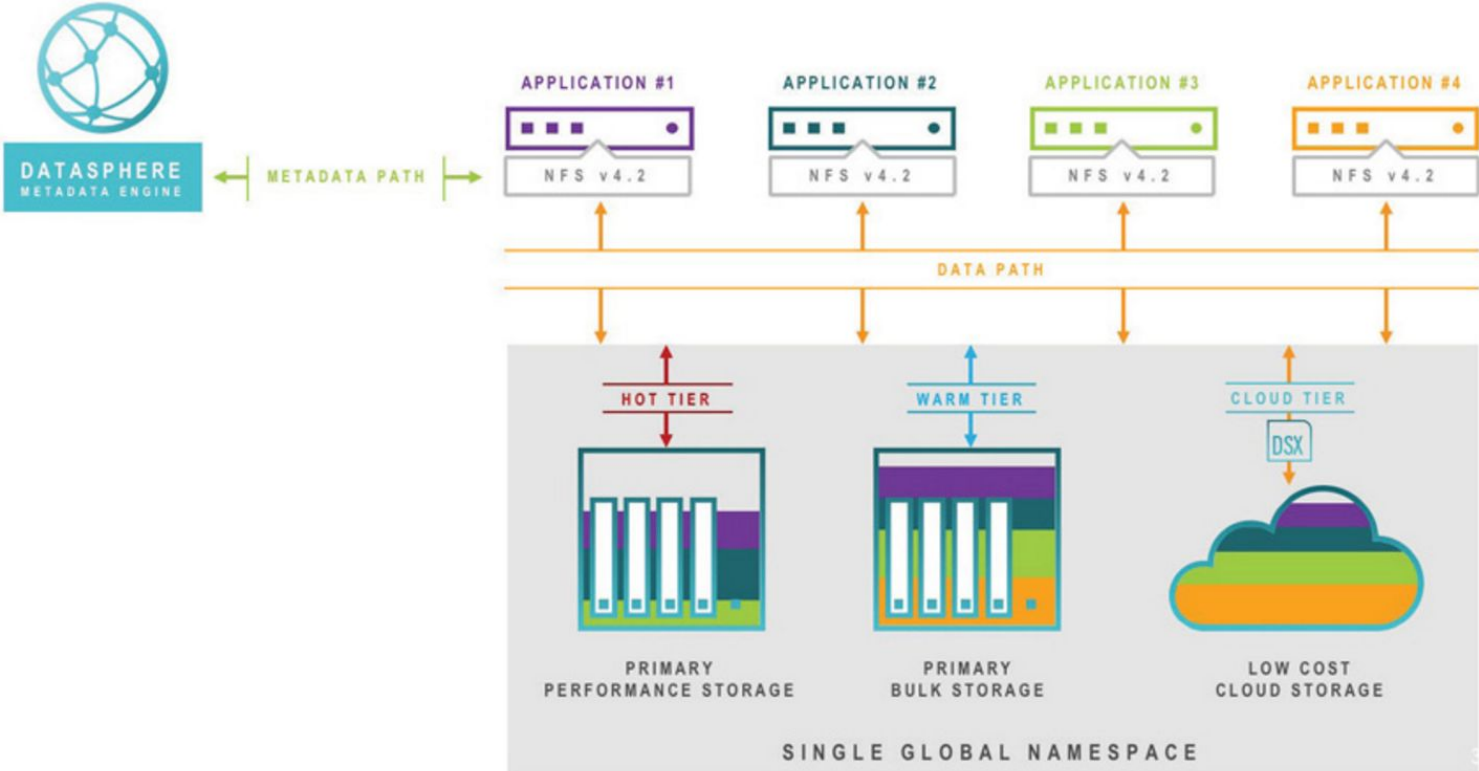 APPLICATION #1
APPLICATION #2
APPLICATION #3
APPLICATION #4
DATASPHERE
METADATA ENGINE
METADATA PATH
NFS v4.2
NFS v4.2
NFS v4.2
NFS v4.2
DATA PATH
HOT TIER
WARM TIER
CLOUD TIER
DSX
PRIMARY
PERFORMANCE STORAGE
PRIMARY
BULK STORAGE
LOW COST
CLOUD STORAGE
SINGLE GLOBAL NAMESPACE